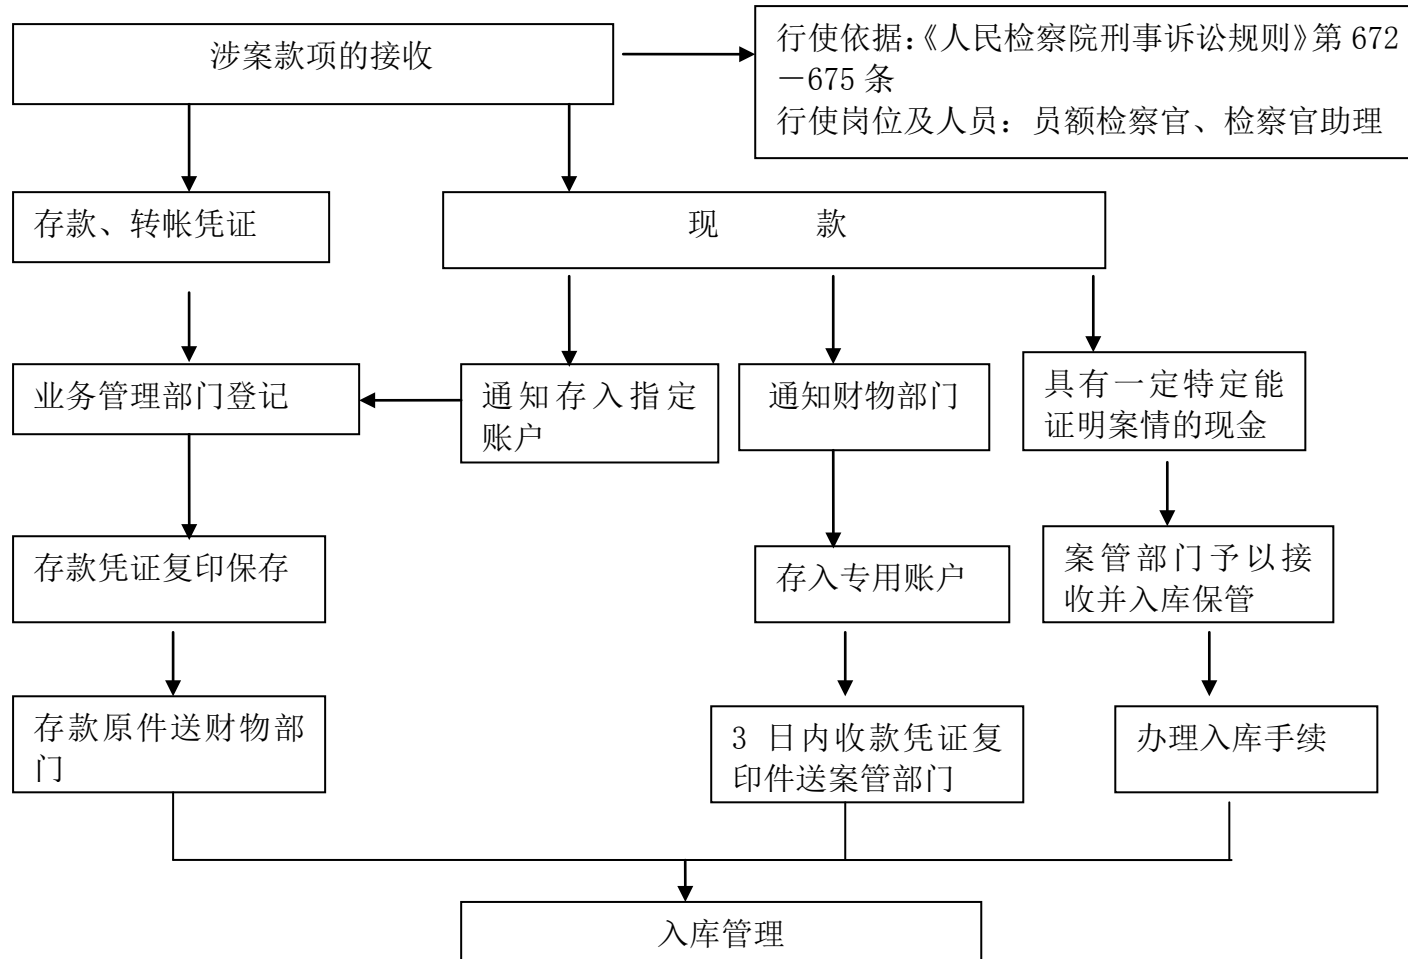 涉案款项的接收
行使依据：《人民检察院刑事诉讼规则》第 672
－675 条
行使岗位及人员：员额检察官、检察官助理
存款、转帐凭证
现 款
业务管理部门登记
通知存入指定
账户
通知财物部门
具有一定特定能
证明案情的现金
存款凭证复印保存
存入专用账户
案管部门予以接
收并入库保管
存款原件送财物部
门
3 日内收款凭证复
印件送案管部门
办理入库手续
入库管理